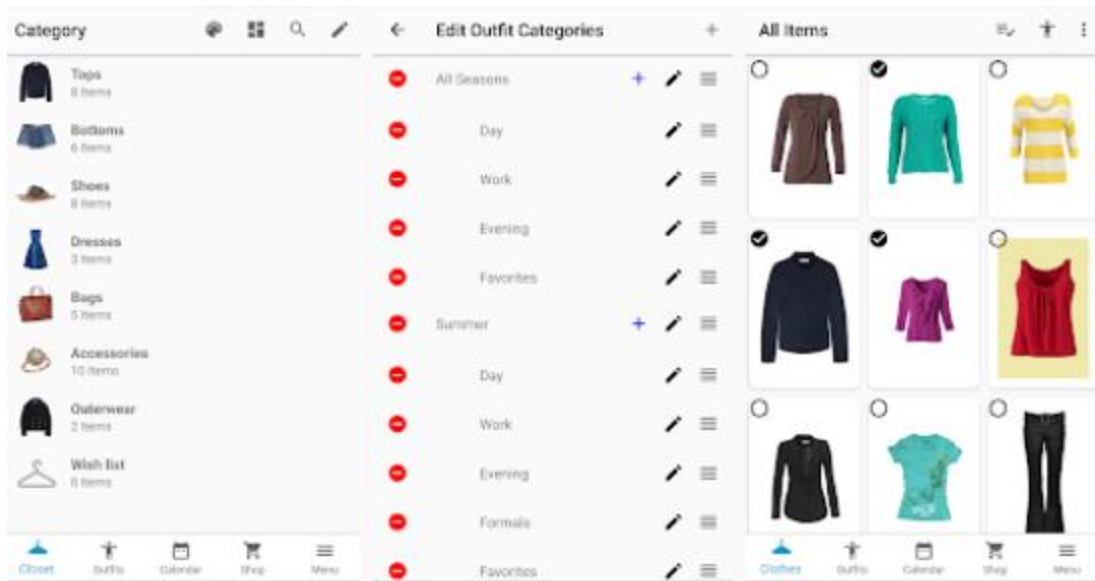 Category
Tops
8 Items
Bottoms
6 Items
Shoes
8 Items
Dresses
3 Items
Bags
5 Items
Accessories
10 Items
Outerwear
2 Items
Wish list
0 Items
Closet Outfits Calendar Shop Menu
Edit Outfit Categories
All Seasons
Day
Work
Evening
Favorites
Summer
Day
Work
Evening
Formals
Favorites
All Items
Clothes Outfits Calendar Shop Menu